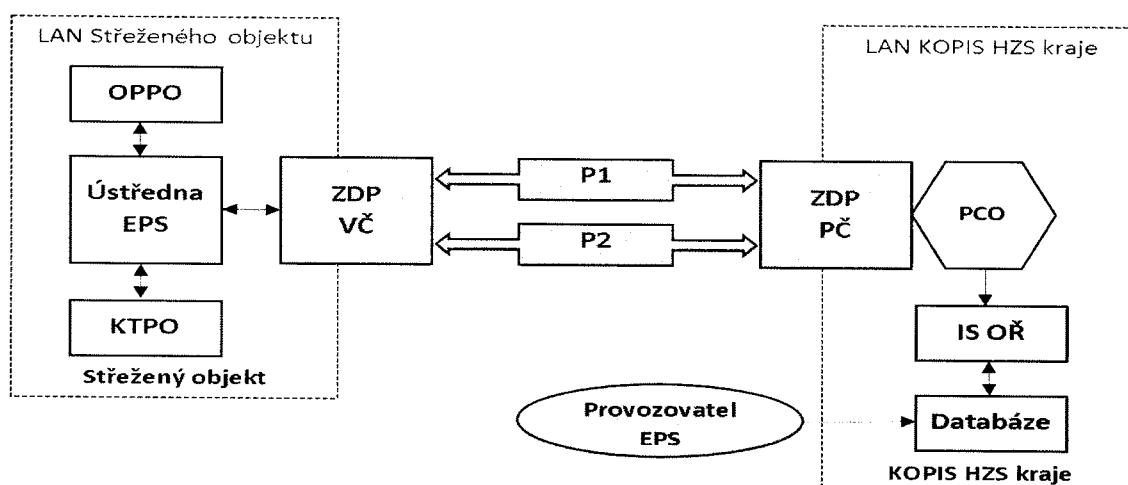 LAN Střeženého objektu
OPPO
Ústředna
EPS
KTPO
Střežený objekt
ZDP
VČ
P1
P2
LAN KOPIS HZS kraje
ZDP
PČ
PCO
IS OŘ
Databáze
KOPIS HZS kraje
Provozovatel
EPS